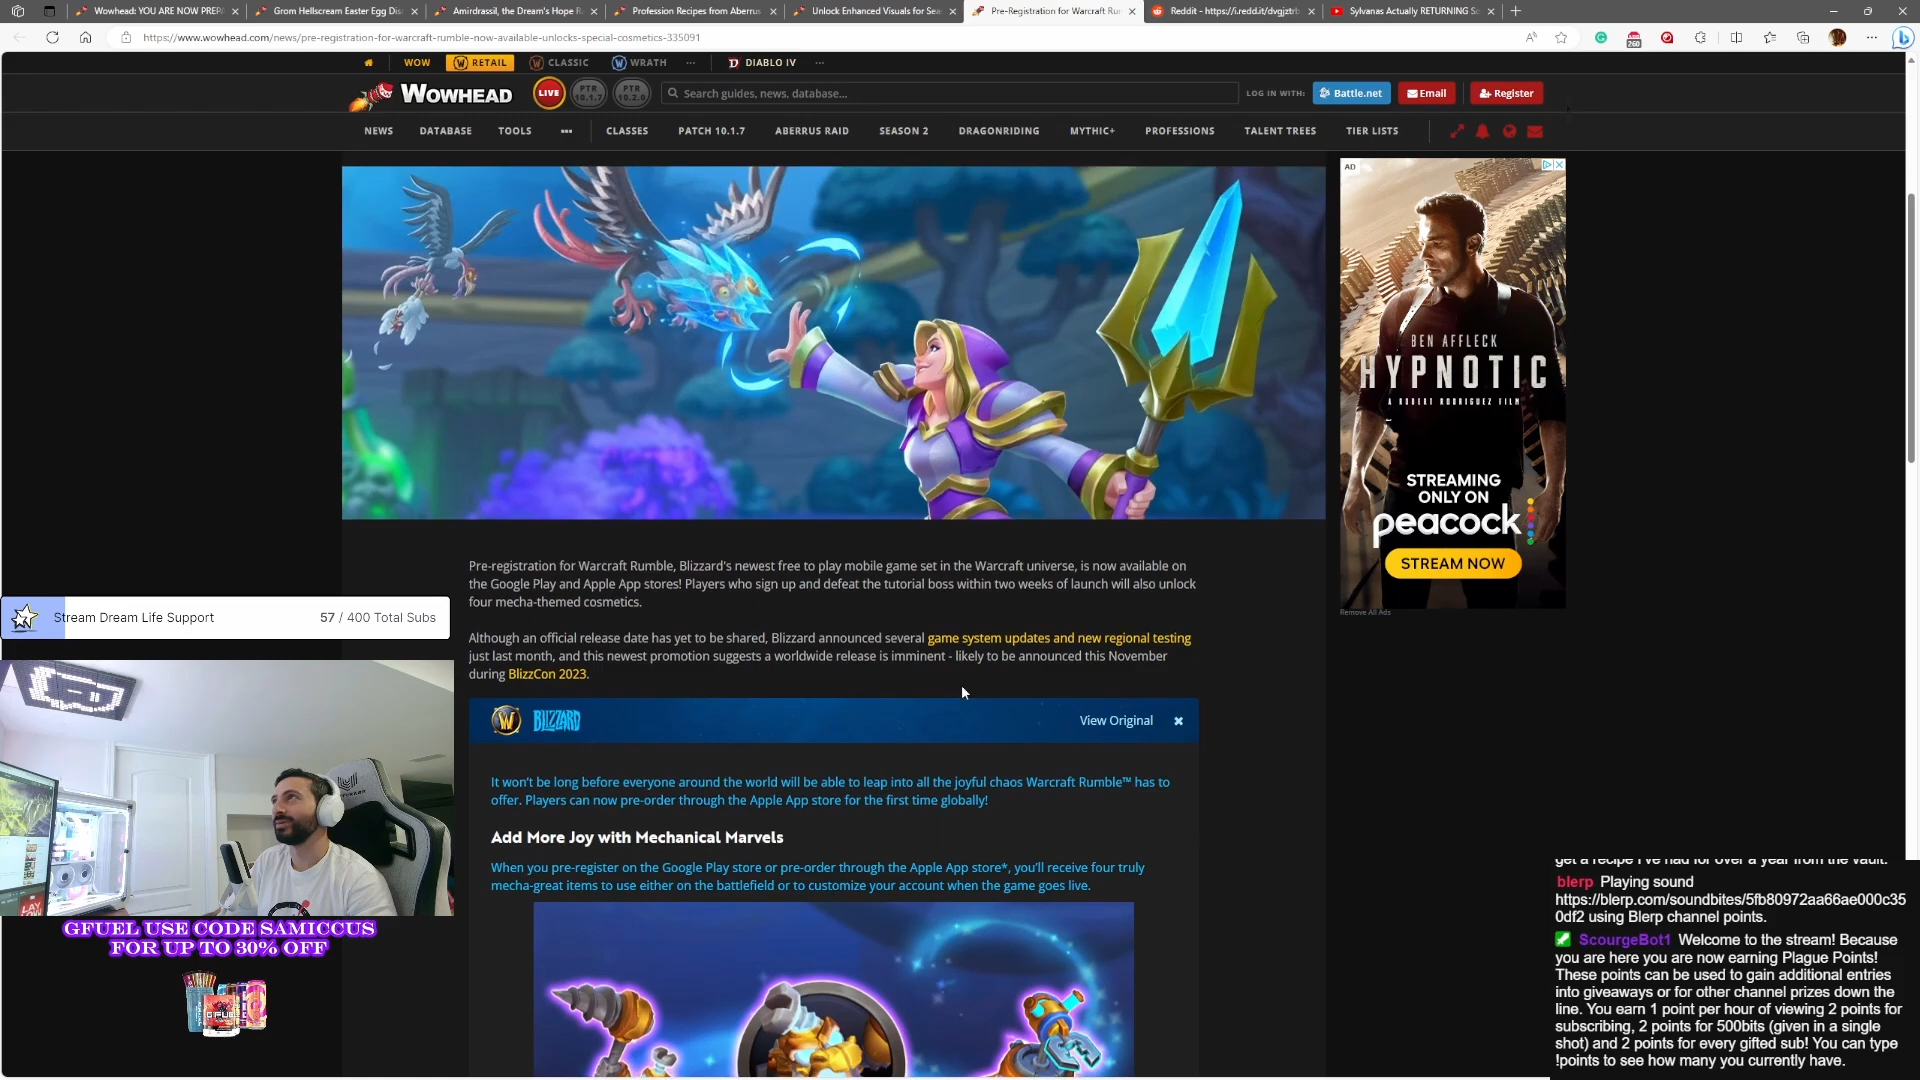 Wowhead: YOU ARE NOW PREP
Grom Hellscream Easter Egg Dis
Amirdrassil, the Dream's Hope R
Profession Recipes from Aberrus
Unlock Enhanced Visuals for Sea
Pre-Registration for Warcraft Rum
Reddit - https://i.redd.it/dvgjztrb
Sylvanas Actually RETURNING So
https://www.wowhead.com/news/pre-registration-for-warcraft-rumble-now-available-unlocks-special-cosmetics-335091
260
WOW
RETAIL
CLASSIC
WRATH
DIABLO IV
WOWHEAD
LIVE
PTR 10.1.7
PTR 10.2.0
Search guides, news, database...
LOG IN WITH:
Battle.net
Email
Register
NEWS
DATABASE
TOOLS
CLASSES
PATCH 10.1.7
ABERRUS RAID
SEASON 2
DRAGONRIDING
MYTHIC+
PROFESSIONS
TALENT TREES
TIER LISTS
AD
BEN AFFLECK
HYPNOTIC
A ROBERT RODRIGUEZ FILM
STREAMING
ONLY ON
peacock
STREAM NOW
Remove All Ads
Pre-registration for Warcraft Rumble, Blizzard's newest free to play mobile game set in the Warcraft universe, is now available on
the Google Play and Apple App stores! Players who sign up and defeat the tutorial boss within two weeks of launch will also unlock
four mecha-themed cosmetics.
Although an official release date has yet to be shared, Blizzard announced several game system updates and new regional testing
just last month, and this newest promotion suggests a worldwide release is imminent - likely to be announced this November
during BlizzCon 2023.
BLIZZARD
View Original
It won't be long before everyone around the world will be able to leap into all the joyful chaos Warcraft Rumble™ has to
offer. Players can now pre-order through the Apple App store for the first time globally!
Add More Joy with Mechanical Marvels
When you pre-register on the Google Play store or pre-order through the Apple App store*, you'll receive four truly
mecha-great items to use either on the battlefield or to customize your account when the game goes live.
Stream Dream Life Support
57 / 400 Total Subs
GFUEL USE CODE SAMICCUS
FOR UP TO 30% OFF
GFUEL
get a recipe I've had for over a year from the vault.
blerp Playing sound
https://blerp.com/soundbites/5fb80972aa66ae000c35
0df2 using Blerp channel points.
ScourgeBot1 Welcome to the stream! Because
you are here you are now earning Plague Points!
These points can be used to gain additional entries
into giveaways or for other channel prizes down the
line. You earn 1 point per hour of viewing 2 points for
subscribing, 2 points for 500bits (given in a single
shot) and 2 points for every gifted sub! You can type
!points to see how many you currently have.